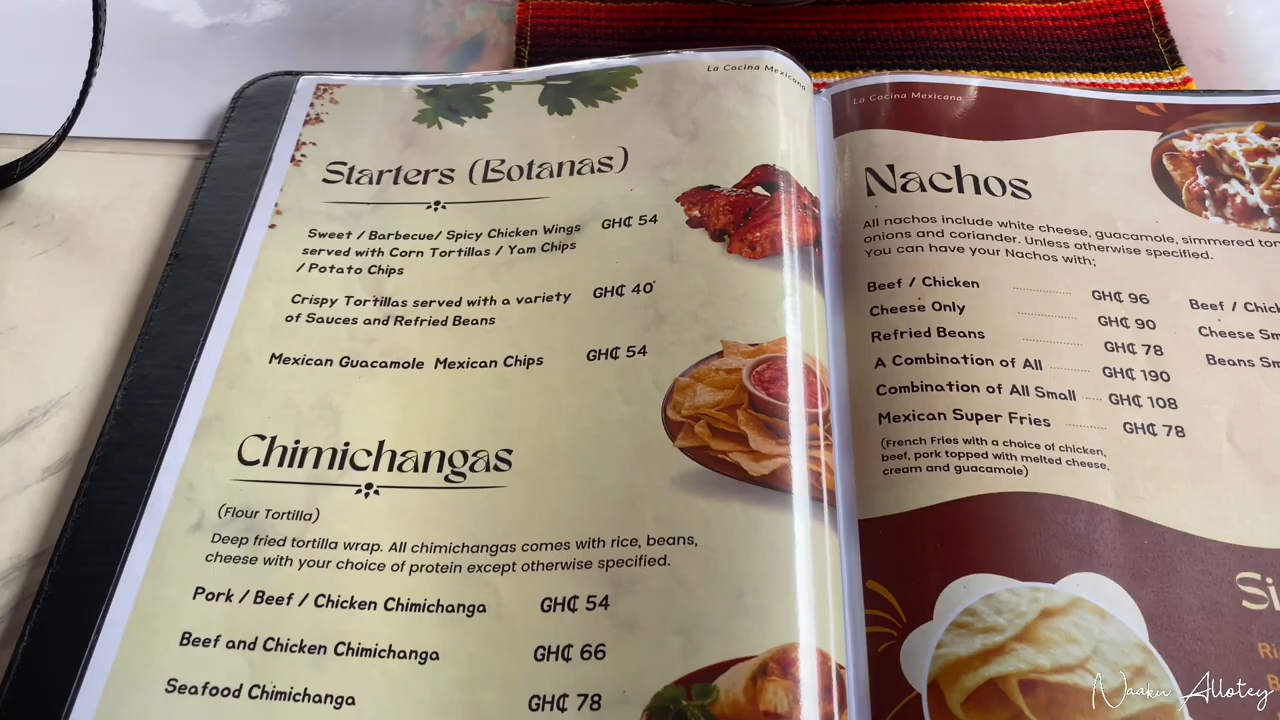 La Cocina Mexicana
Starters (Botanas)
Sweet / Barbecue/ Spicy Chicken Wings GH₵ 54
served with Corn Tortillas / Yam Chips
/ Potato Chips
Crispy Tortillas served with a variety GH₵ 40
of Sauces and Refried Beans
Mexican Guacamole Mexican Chips GH₵ 54
Chimichangas
(Flour Tortilla)
Deep fried tortilla wrap. All chimichangas comes with rice, beans,
cheese with your choice of protein except otherwise specified.
Pork / Beef / Chicken Chimichanga GH₵ 54
Beef and Chicken Chimichanga GH₵ 66
Seafood Chimichanga GH₵ 78
La Cocina Mexicana
Nachos
All nachos include white cheese, guacamole, simmered
onions and coriander. Unless otherwise specified.
You can have your Nachos with;
Beef / Chicken ............ GH₵ 96
Cheese Only ............ GH₵ 90
Refried Beans ............ GH₵ 78
A Combination of All ............ GH₵ 190
Combination of All Small ...... GH₵ 108
Mexican Super Fries ............ GH₵ 78
(French Fries with a choice of chicken,
beef, pork topped with melted cheese,
cream and guacamole)
Beef /
Cheese
Beans
Naaku Allotey